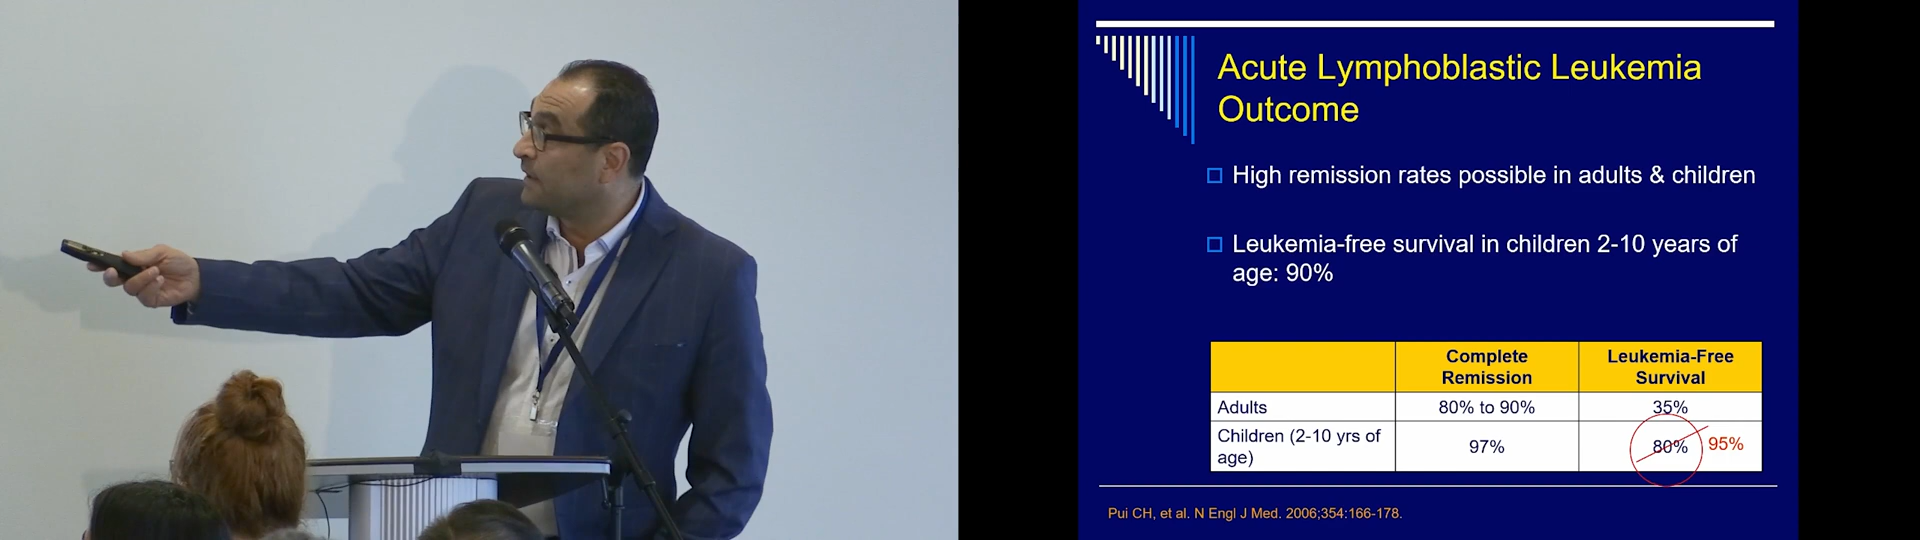 Acute Lymphoblastic Leukemia
Outcome
High remission rates possible in adults & children
Leukemia-free survival in children 2-10 years of
age: 90%
Complete
Remission
Leukemia-Free
Survival
Adults
80% to 90%
35%
Children (2-10 yrs of
age)
97%
80%
95%
Pui CH, et al. N Engl J Med. 2006;354:166-178.